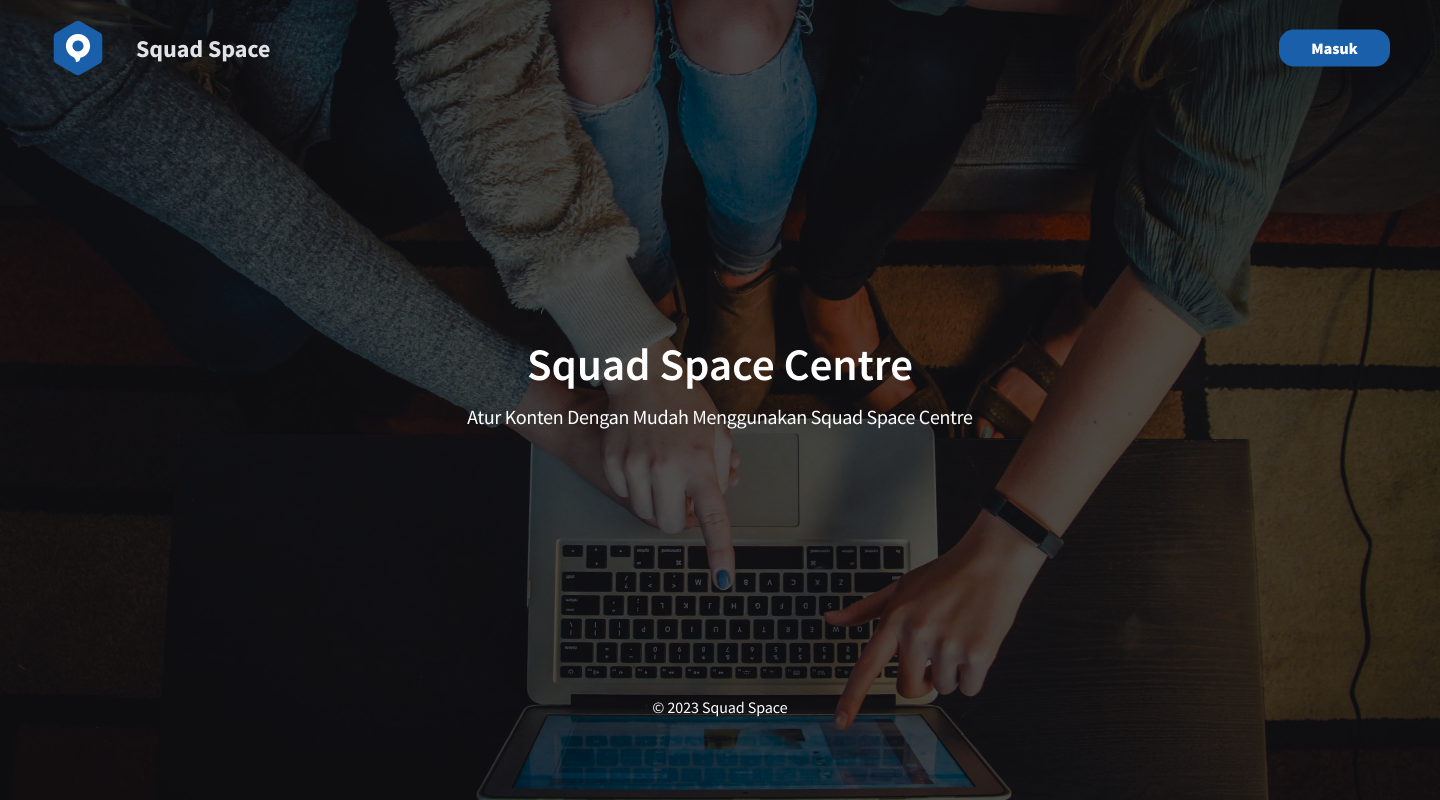 Squad Space
Masuk
Squad Space Centre
Atur Konten Dengan Mudah Menggunakan Squad Space Centre
© 2023 Squad Space